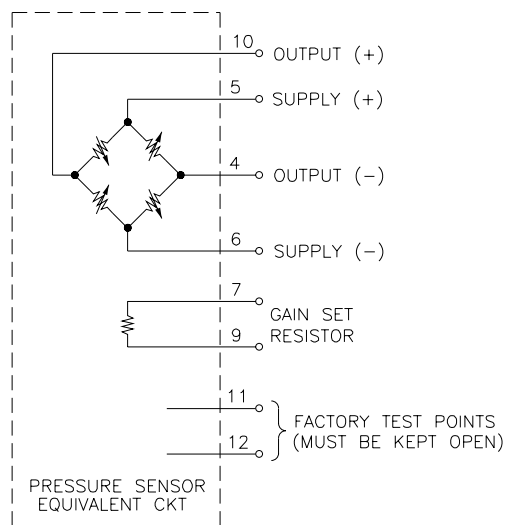 10 OUTPUT (+)
5 SUPPLY (+)
4 OUTPUT (-)
6 SUPPLY (-)
7
GAIN SET
RESISTOR
9
11
FACTORY TEST POINTS
(MUST BE KEPT OPEN)
12
PRESSURE SENSOR
EQUIVALENT CKT